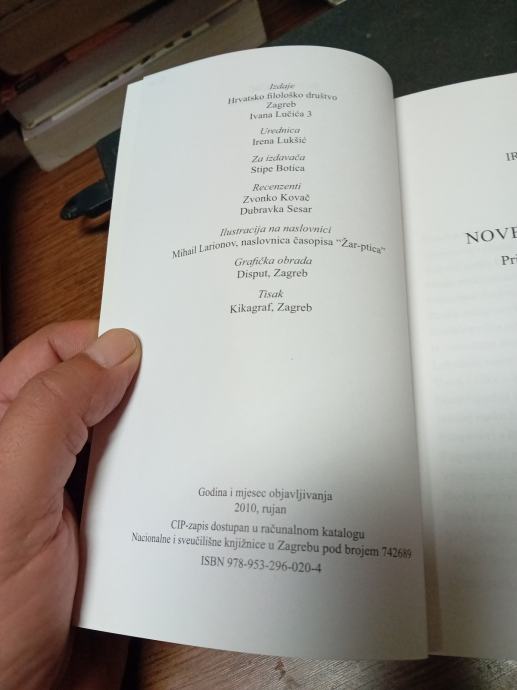 Izdaje
Hrvatsko filološko društvo
Zagreb
Ivana Lučića 3
Urednica
Irena Lukšić
Za izdavača
Stipe Botica
Recenzenti
Zvonko Kovač
Dubravka Sesar
Ilustracija na naslovnici
Mihail Larionov, naslovnica časopisa "Žar-ptica"
Grafička obrada
Disput, Zagreb
Tisak
Kikagraf, Zagreb
Godina i mjesec objavljivanja
2010, rujan
CIP-zapis dostupan u računalnom katalogu
Nacionalne i sveučilišne knjižnice u Zagrebu pod brojem 742689
ISBN 978-953-296-020-4
IR
NOVE
Pri